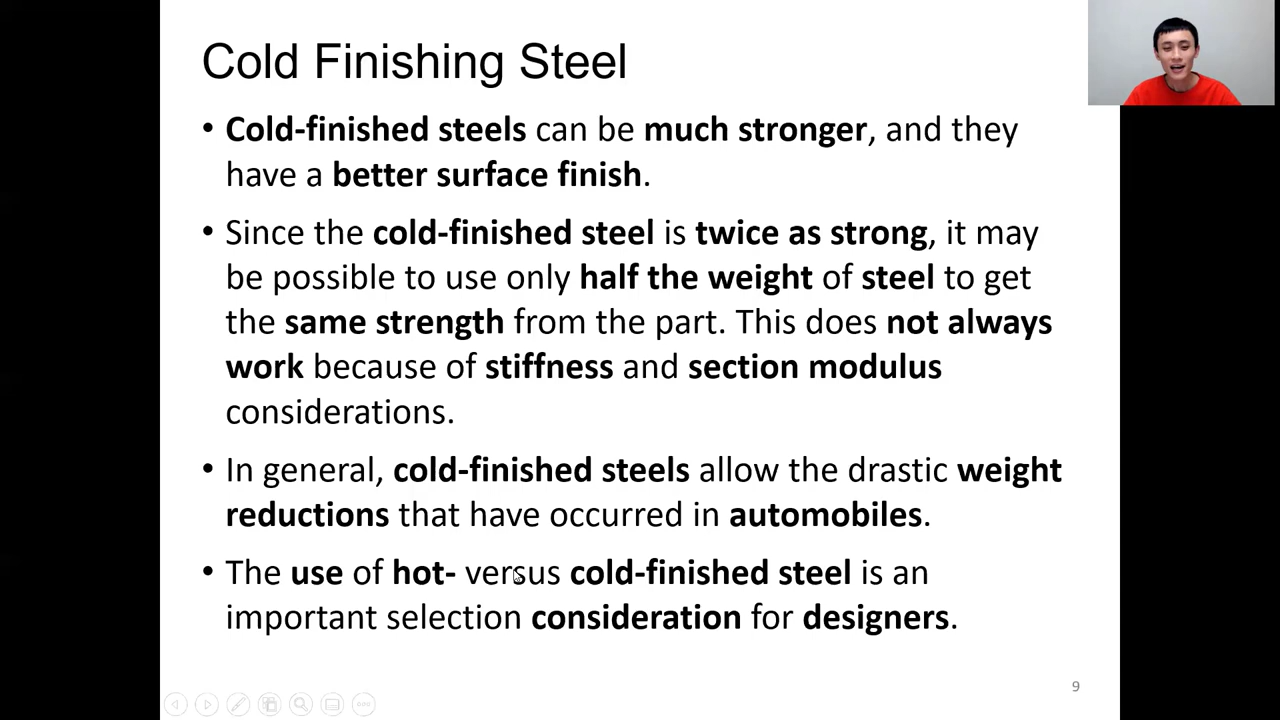 Cold Finishing Steel
• Cold-finished steels can be much stronger, and they
have a better surface finish.
• Since the cold-finished steel is twice as strong, it may
be possible to use only half the weight of steel to get
the same strength from the part. This does not always
work because of stiffness and section modulus
considerations.
• In general, cold-finished steels allow the drastic weight
reductions that have occurred in automobiles.
• The use of hot- versus cold-finished steel is an
important selection consideration for designers.
9